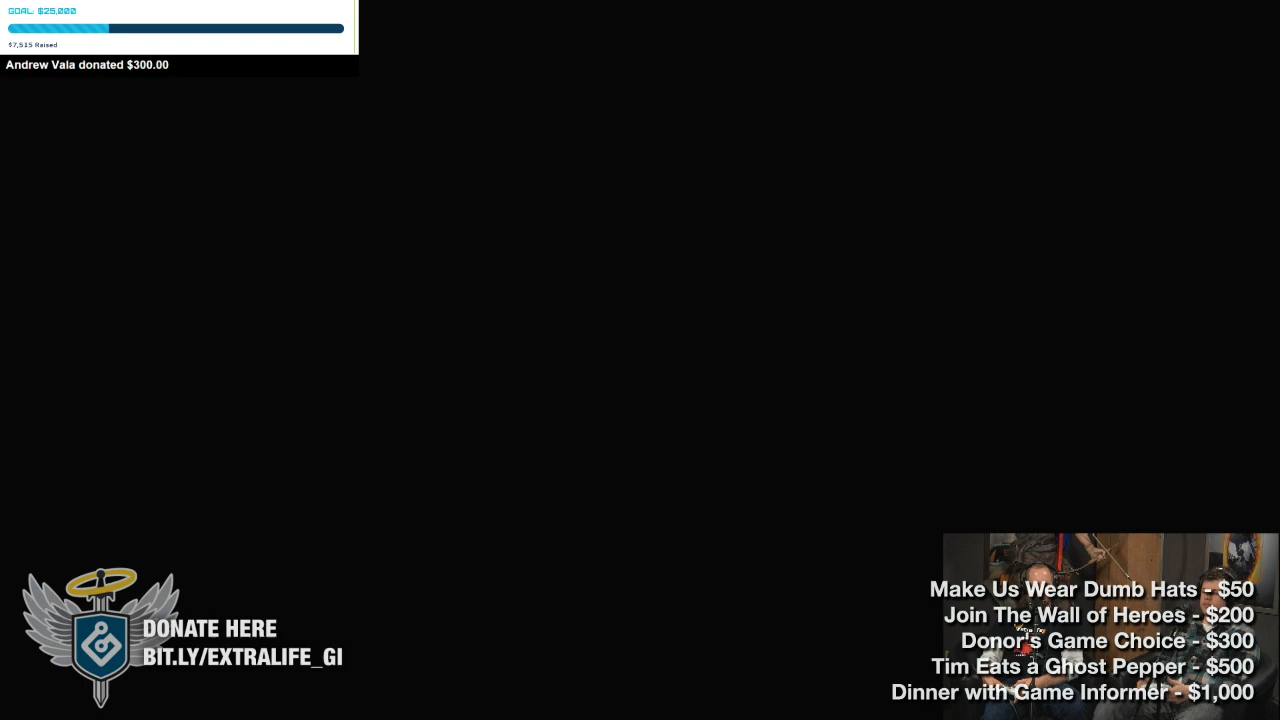 GOAL: $25,000
$7,515 Raised
Andrew Vala donated $300.00
DONATE HERE
BIT.LY/EXTRALIFE_GI
Make Us Wear Dumb Hats - $50
Join The Wall of Heroes - $200
Donor's Game Choice - $300
Tim Eats a Ghost Pepper - $500
Dinner with Game Informer - $1,000